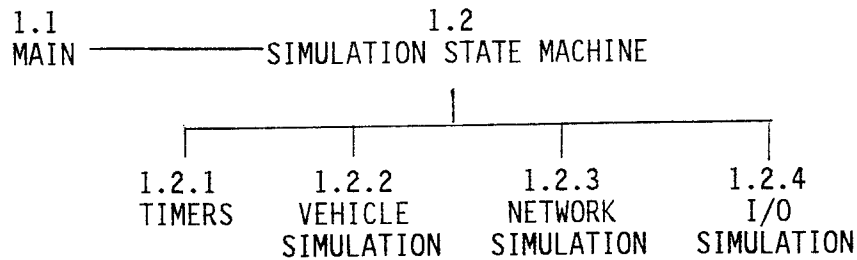 1.1 1.2
MAIN SIMULATION STATE MACHINE
1.2.1 1.2.2 1.2.3 1.2.4
TIMERS VEHICLE NETWORK I/O
SIMULATION SIMULATION SIMULATION